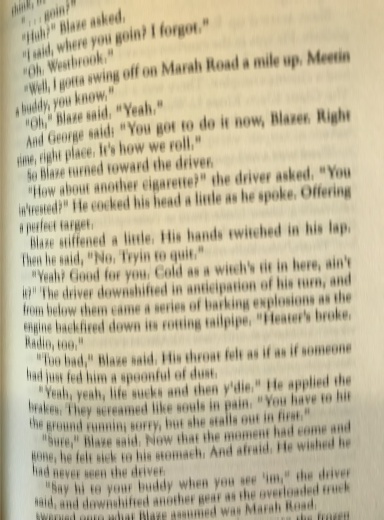 think,
". . . goin?"
"Huh?" Blaze asked.
"I said, where you goin? I forgot."
"Oh, Westbrook."
"Well, I gotta swing off on Marah Road a mile up. Meetin
a buddy, you know."
"Oh," Blaze said. "Yeah."
And George said: "You got to do it now, Blazer. Right
time, right place. It's how we roll."
So Blaze turned toward the driver.
"How about another cigarette?" the driver asked. "You
in'trested?" He cocked his head a little as he spoke. Offering
a perfect target.
Blaze stiffened a little. His hands twitched in his lap.
Then he said, "No. Tryin to quit."
"Yeah? Good for you. Cold as a witch's tit in here, ain't
it?" The driver downshifted in anticipation of his turn, and
from below them came a series of barking explosions as the
engine backfired down its rotting tailpipe. "Heater's broke.
Radio, too."
"Too bad," Blaze said. His throat felt as if as if someone
had just fed him a spoonful of dust.
"Yeah, yeah, life sucks and then y'die." He applied the
brakes. They screamed like souls in pain. "You have to hit
the ground runnin; sorry, but she stalls out in first."
"Sure," Blaze said. Now that the moment had come and
gone, he felt sick to his stomach. And afraid. He wished he
had never seen the driver.
"Say hi to your buddy when you see 'im," the driver
said, and downshifted another gear as the overloaded truck
swerved onto what Blaze assumed was Marah Road.
the frozen